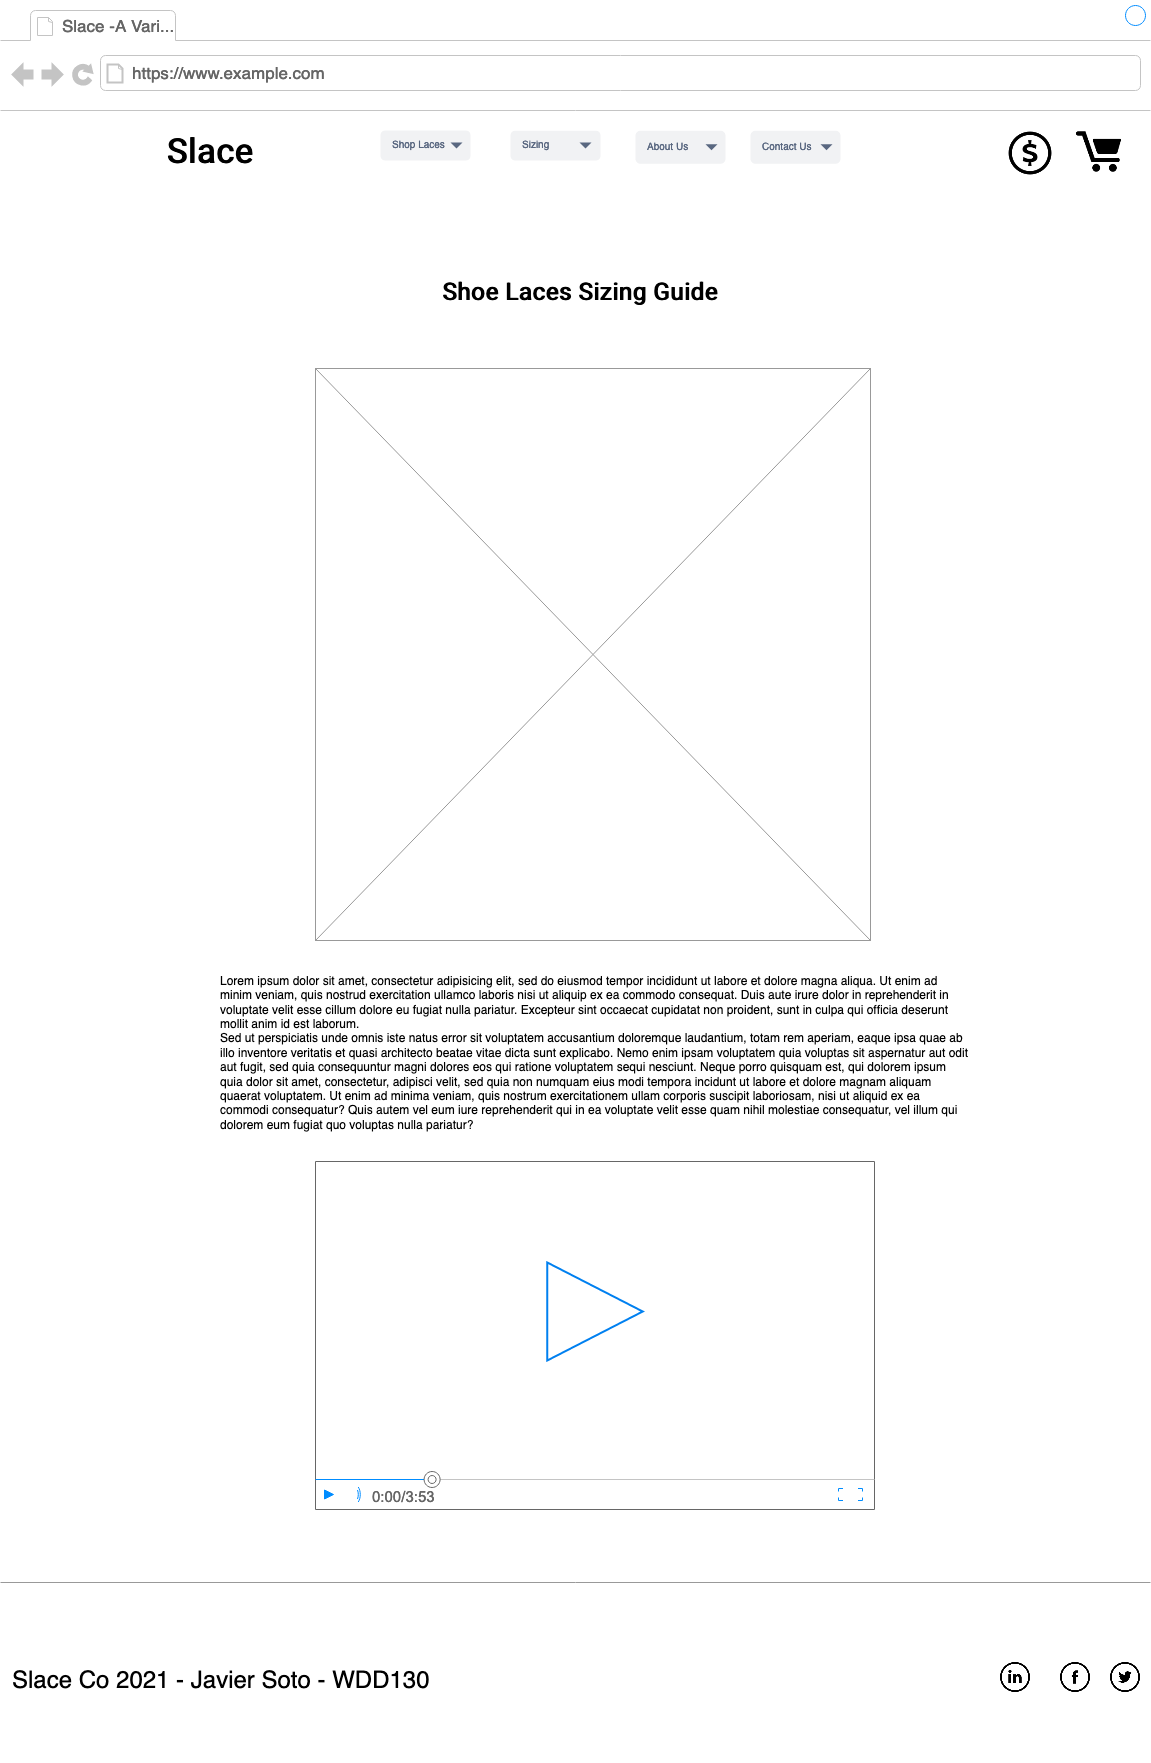 Slace -A Vari...
https://www.example.com
Slace
Shop Laces
Sizing
About Us
Contact Us
$
Shoe Laces Sizing Guide
Lorem ipsum dolor sit amet, consectetur adipisicing elit, sed do eiusmod tempor incididunt ut labore et dolore magna aliqua. Ut enim ad
minim veniam, quis nostrud exercitation ullamco laboris nisi ut aliquip ex ea commodo consequat. Duis aute irure dolor in reprehenderit in
voluptate velit esse cillum dolore eu fugiat nulla pariatur. Excepteur sint occaecat cupidatat non proident, sunt in culpa qui officia deserunt
mollit anim id est laborum.
Sed ut perspiciatis unde omnis iste natus error sit voluptatem accusantium doloremque laudantium, totam rem aperiam, eaque ipsa quae ab
illo inventore veritatis et quasi architecto beatae vitae dicta sunt explicabo. Nemo enim ipsam voluptatem quia voluptas sit aspernatur aut odit
aut fugit, sed quia consequuntur magni dolores eos qui ratione voluptatem sequi nesciunt. Neque porro quisquam est, qui dolorem ipsum
quia dolor sit amet, consectetur, adipisci velit, sed quia non numquam eius modi tempora incidunt ut labore et dolore magnam aliquam
quaerat voluptatem. Ut enim ad minima veniam, quis nostrum exercitationem ullam corporis suscipit laboriosam, nisi ut aliquid ex ea
commodi consequatur? Quis autem vel eum iure reprehenderit qui in ea voluptate velit esse quam nihil molestiae consequatur, vel illum qui
dolorem eum fugiat quo voluptas nulla pariatur?
0:00/3:53
Slace Co 2021 - Javier Soto - WDD130
in
f